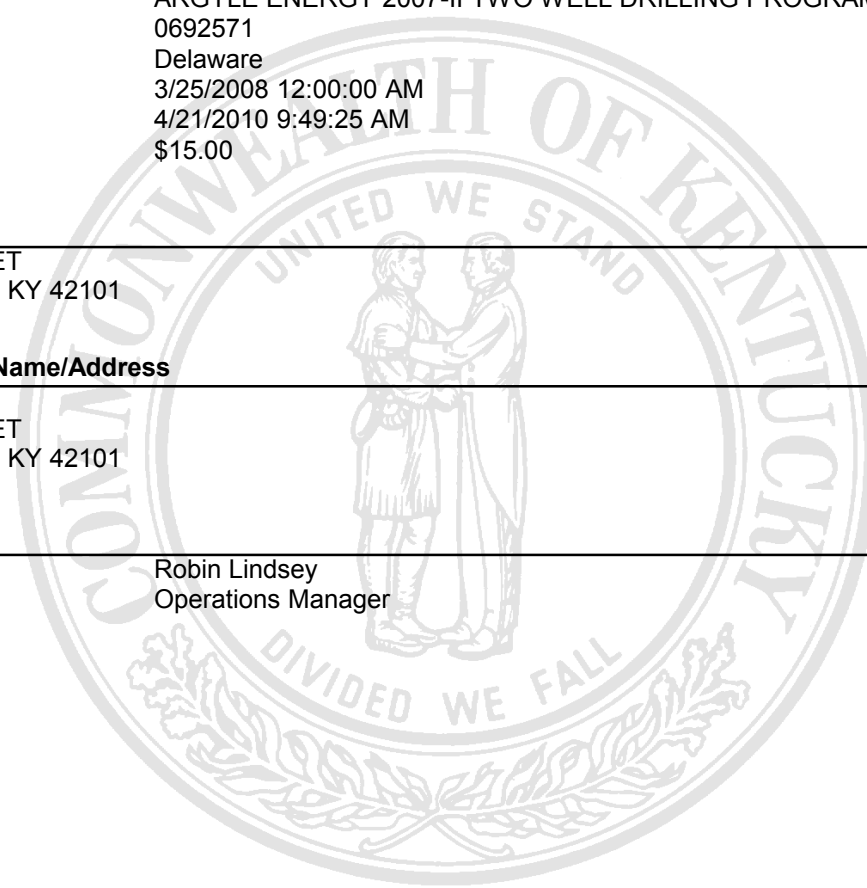 ARGYLE ENERGY 2007-II TWO WELL DRILLING PROGRAM
0692571
Delaware
3/25/2008 12:00:00 AM
4/21/2010 9:49:25 AM
$15.00
ET
KY 42101
Name/Address
ET
KY 42101
Robin Lindsey
Operations Manager
COMMONWEALTH OF KENTUCKY
UNITED WE STAND
DIVIDED WE FALL